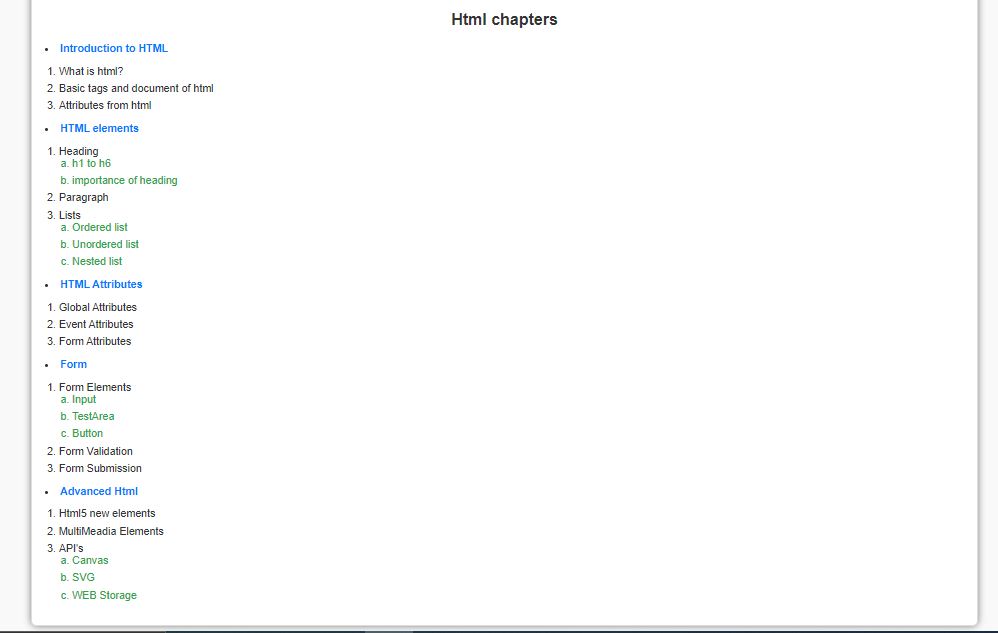 Html chapters
• Introduction to HTML
1. What is html?
2. Basic tags and document of html
3. Attributes from html
• HTML elements
1. Heading
a. h1 to h6
b. importance of heading
2. Paragraph
3. Lists
a. Ordered list
b. Unordered list
c. Nested list
• HTML Attributes
1. Global Attributes
2. Event Attributes
3. Form Attributes
• Form
1. Form Elements
a. Input
b. TestArea
c. Button
2. Form Validation
3. Form Submission
• Advanced Html
1. Html5 new elements
2. MultiMeadia Elements
3. API's
a. Canvas
b. SVG
c. WEB Storage